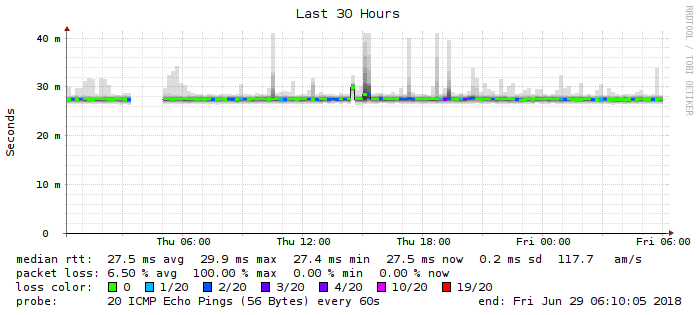 Last 30 Hours
RRDTOOL / TOBI OETIKER
Seconds
40 m
30 m
20 m
10 m
0
Thu 06:00 Thu 12:00 Thu 18:00 Fri 00:00 Fri 06:00
median rtt: 27.5 ms avg 29.9 ms max 27.4 ms min 27.5 ms now 0.2 ms sd 117.7 am/s
packet loss: 6.50 % avg 100.00 % max 0.00 % min 0.00 % now
loss color: 0 1/20 2/20 3/20 4/20 10/20 19/20
probe: 20 ICMP Echo Pings (56 Bytes) every 60s end: Fri Jun 29 06:10:05 2018